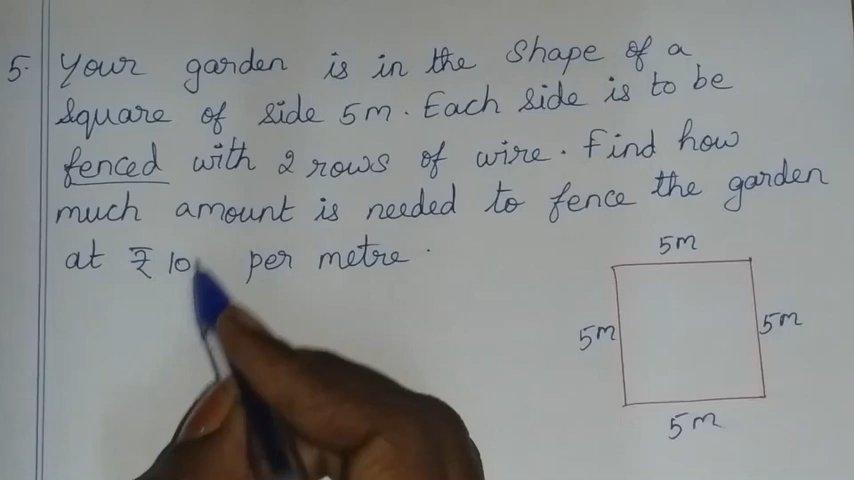 5. Your garden is in the shape of a
square of side 5m. Each side is to be
fenced with 2 rows of wire. Find how
much amount is needed to fence the garden
at ₹ 10 per metre.
5m
5m
5m
5m